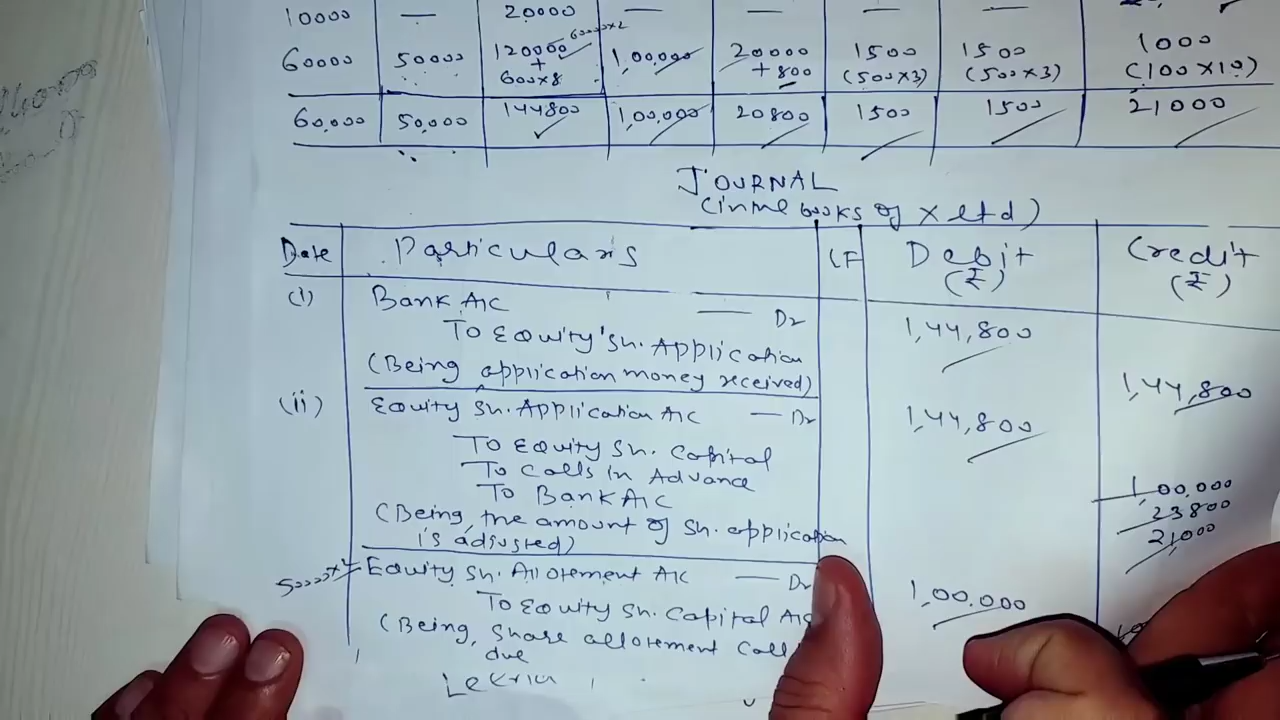 10000 — 20000 — — — —
60000×2
60000 50000 120000 1,00,000 20000 1500 1500 1000
+ 600×8 + 800 (500×3) (500×3) (100×10)
60,000 50,000 144800 1,00,000 20800 1500 1500 21000
JOURNAL
(in the books of X Ltd)
Date Particulars LF Debit (₹) Credit (₹)
(i) Bank A/C — Dr 1,44,800
To Equity Sh. Application 1,44,800
(Being application money received)
(ii) Equity Sh. Application A/C — Dr 1,44,800
To Equity Sh. Capital 1,00,000
To Calls in Advance 23800
To Bank A/C 21,000
(Being, the amount of Sh. application
is adjusted)
Equity Sh. Allotement A/C — Dr 1,00,000
To Equity Sh. Capital A/C
(Being, Share allotement Call
due